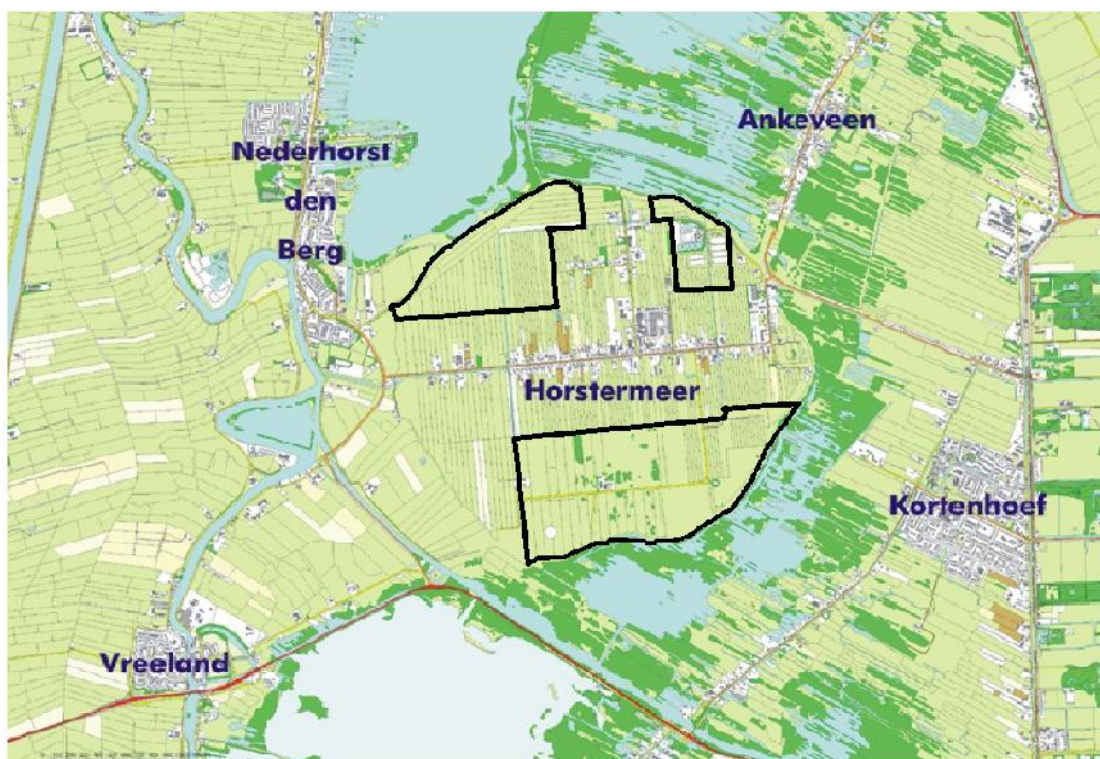 Ankeveen
Nederhorst
den
Berg
Horstermeer
Kortenhoef
Vreeland